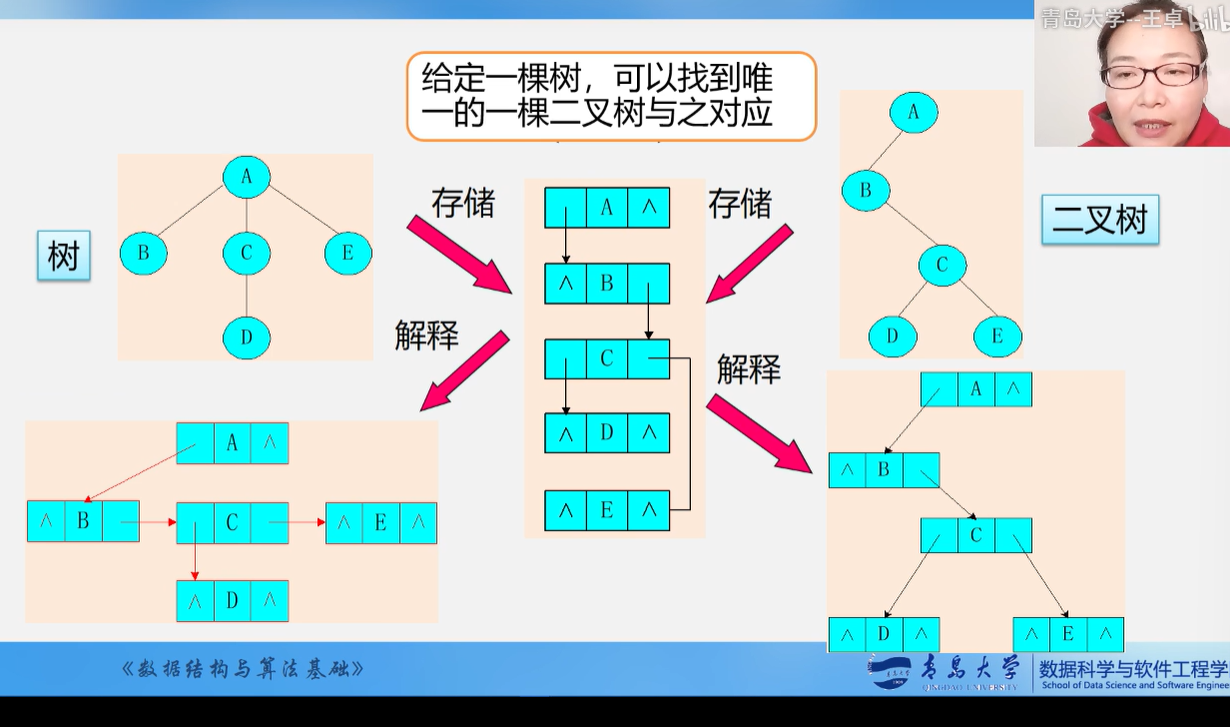 青岛大学--王卓
给定一棵树，可以找到唯
一的一棵二叉树与之对应
树
A
B C E
D
存储
存储
解释
解释
A ∧
∧ B
C
∧ D ∧
∧ E ∧
A
B
C
D E
二叉树
A ∧
∧ B
C
∧ E ∧
∧ D ∧
A ∧
∧ B
C
∧ D ∧
∧ E ∧
《数据结构与算法基础》
青岛大学
QINGDAO UNIVERSITY
数据科学与软件工程学
School of Data Science and Software Enginee